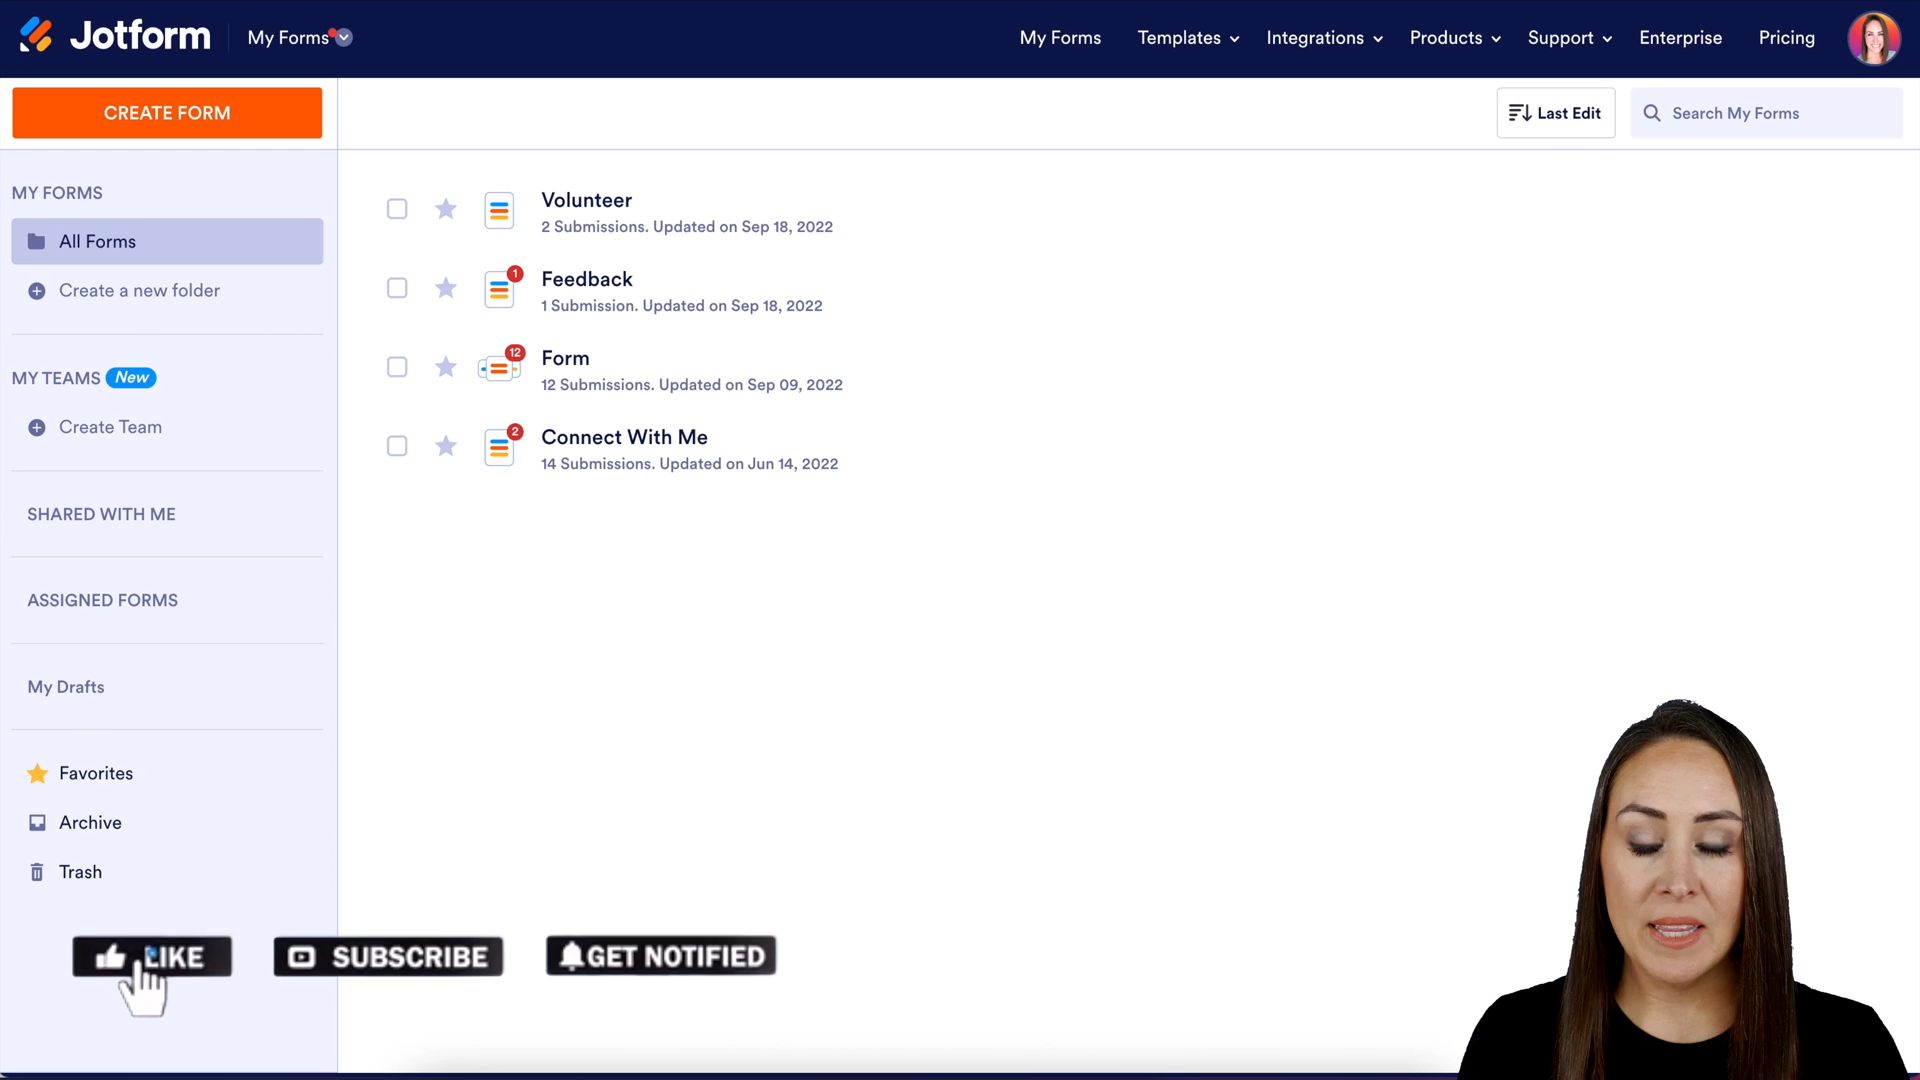 Jotform
My Forms
My Forms
Templates
Integrations
Products
Support
Enterprise
Pricing
CREATE FORM
Last Edit
Search My Forms
MY FORMS
All Forms
Create a new folder
MY TEAMS New
Create Team
SHARED WITH ME
ASSIGNED FORMS
My Drafts
Favorites
Archive
Trash
Volunteer
2 Submissions. Updated on Sep 18, 2022
1
Feedback
1 Submission. Updated on Sep 18, 2022
12
Form
12 Submissions. Updated on Sep 09, 2022
2
Connect With Me
14 Submissions. Updated on Jun 14, 2022
LIKE
SUBSCRIBE
GET NOTIFIED